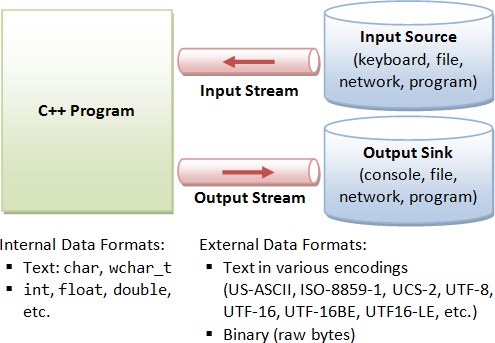 C++ Program
Input Stream
Input Source
(keyboard, file,
network, program)
Output Stream
Output Sink
(console, file,
network, program)
Internal Data Formats:
▪ Text: char, wchar_t
▪ int, float, double,
etc.
External Data Formats:
▪ Text in various encodings
(US-ASCII, ISO-8859-1, UCS-2, UTF-8,
UTF-16, UTF-16BE, UTF16-LE, etc.)
▪ Binary (raw bytes)